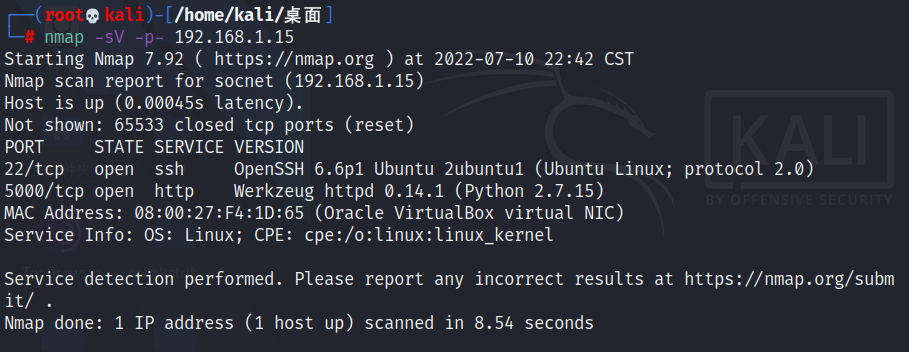 ┌──(root💀kali)-[/home/kali/桌面]
└─# nmap -sV -p- 192.168.1.15
Starting Nmap 7.92 ( https://nmap.org ) at 2022-07-10 22:42 CST
Nmap scan report for socnet (192.168.1.15)
Host is up (0.00045s latency).
Not shown: 65533 closed tcp ports (reset)
PORT     STATE SERVICE VERSION
22/tcp   open  ssh     OpenSSH 6.6p1 Ubuntu 2ubuntu1 (Ubuntu Linux; protocol 2.0)
5000/tcp open  http    Werkzeug httpd 0.14.1 (Python 2.7.15)
MAC Address: 08:00:27:F4:1D:65 (Oracle VirtualBox virtual NIC)
Service Info: OS: Linux; CPE: cpe:/o:linux:linux_kernel
Service detection performed. Please report any incorrect results at https://nmap.org/subm
it/ .
Nmap done: 1 IP address (1 host up) scanned in 8.54 seconds
KALI
BY OFFENSIVE SECURITY